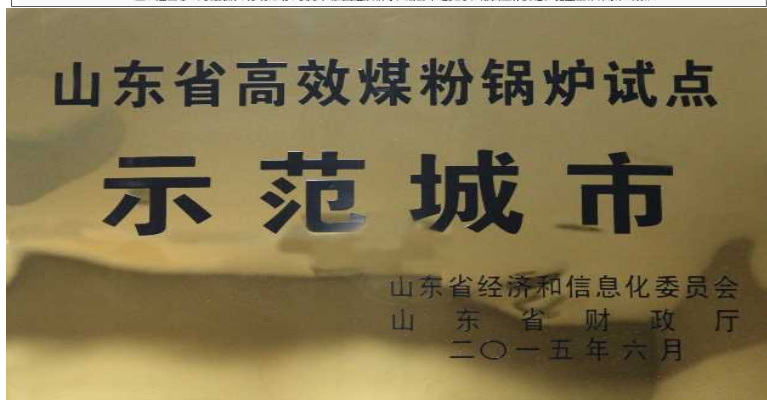 山东省高效煤粉锅炉试点
示范城市
山东省经济和信息化委员会
山东省财政厅
二〇一五年六月